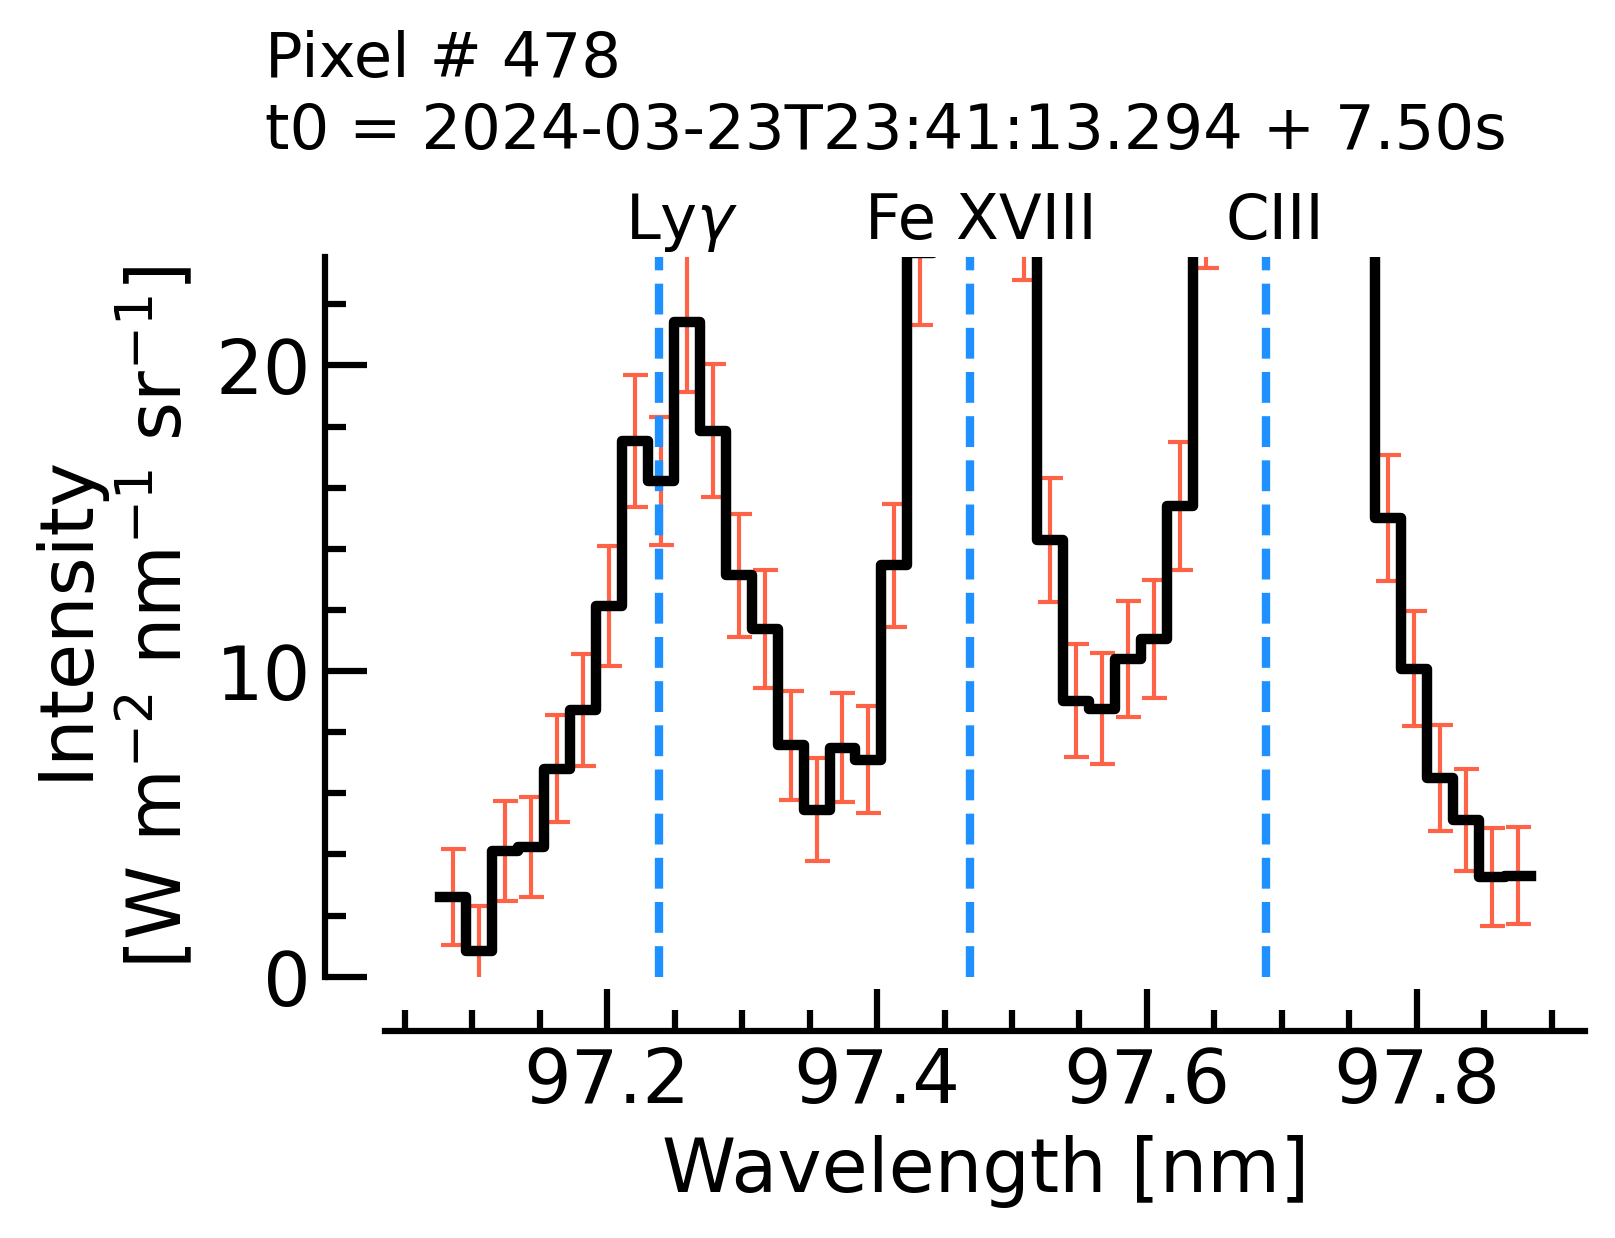 Pixel # 478
t0 = 2024-03-23T23:41:13.294 + 7.50s
Lyγ Fe XVIII CIII
Intensity
[W m⁻² nm⁻¹ sr⁻¹]
20
10
0
97.2 97.4 97.6 97.8
Wavelength [nm]